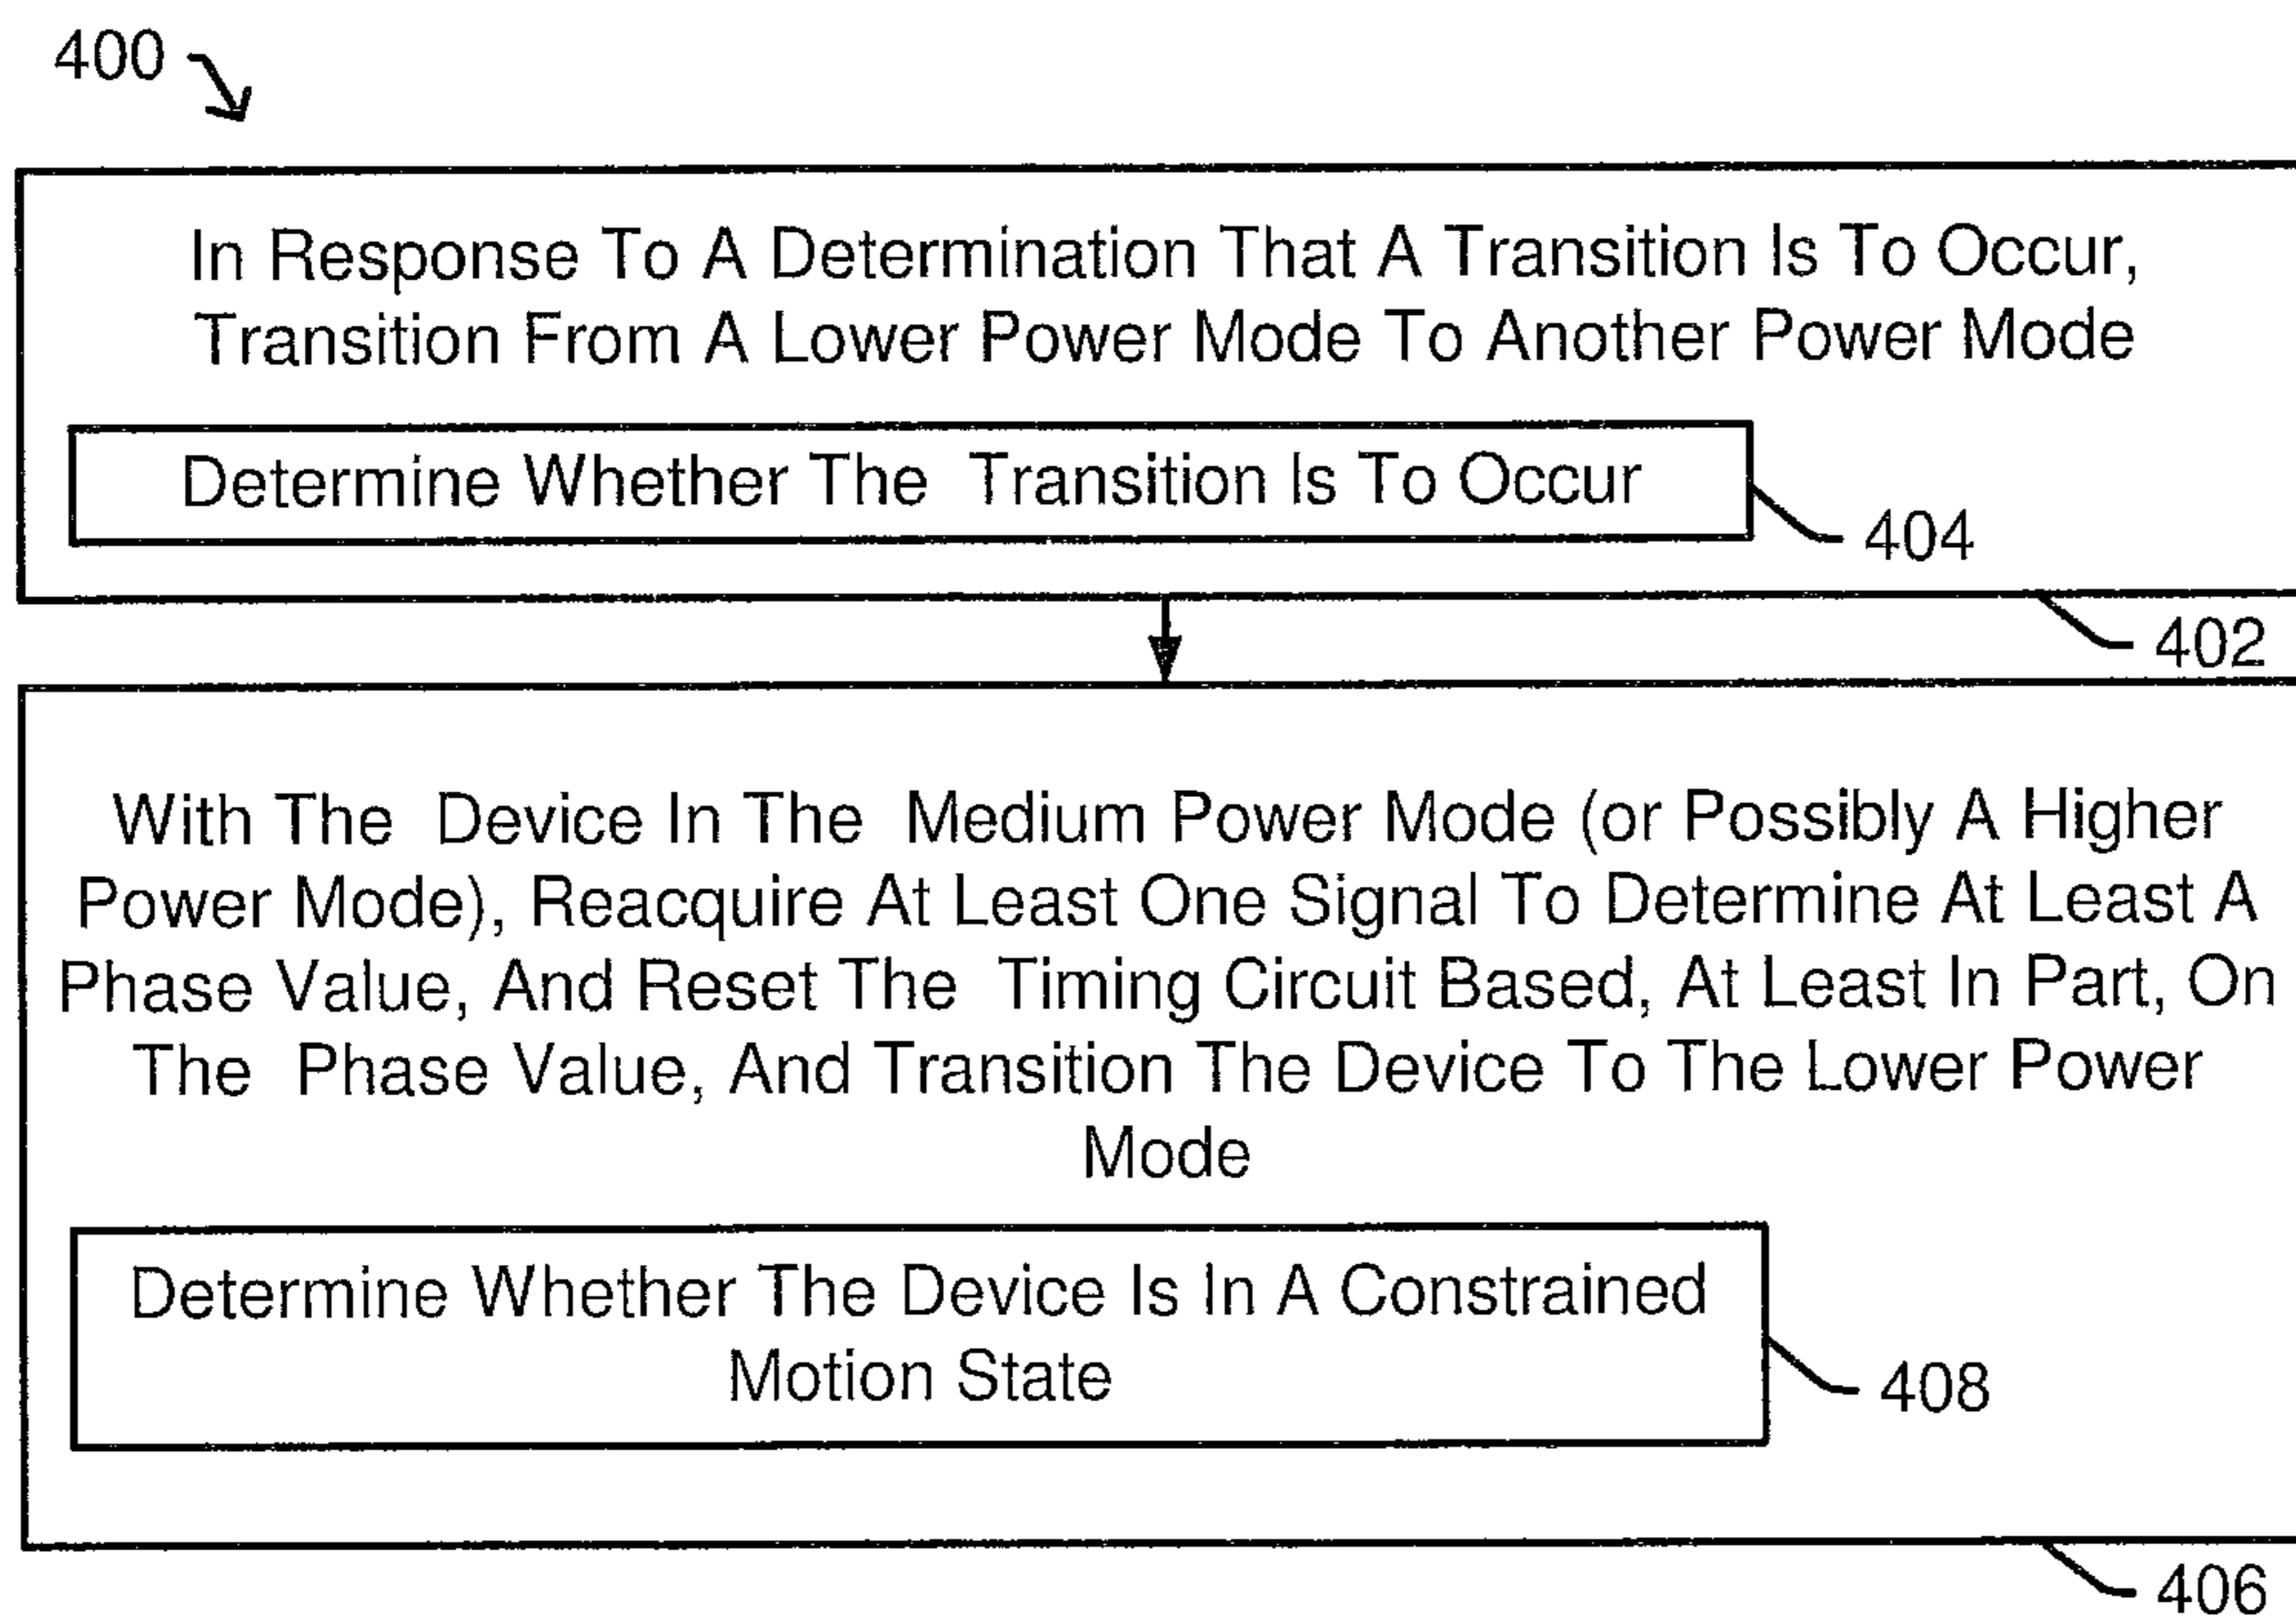 400
In Response To A Determination That A Transition Is To Occur,
Transition From A Lower Power Mode To Another Power Mode
Determine Whether The Transition Is To Occur
404
402
With The Device In The Medium Power Mode (or Possibly A Higher
Power Mode), Reacquire At Least One Signal To Determine At Least A
Phase Value, And Reset The Timing Circuit Based, At Least In Part, On
The Phase Value, And Transition The Device To The Lower Power
Mode
Determine Whether The Device Is In A Constrained
Motion State
408
406